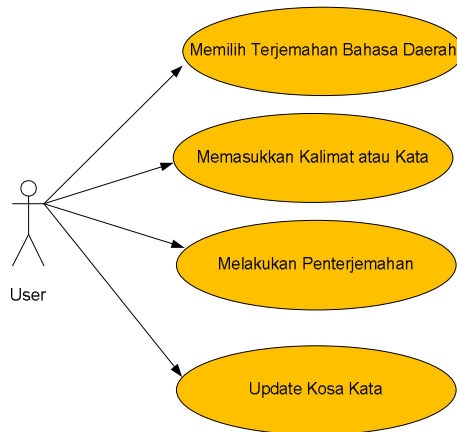 Memilih Terjemahan Bahasa Daerah
Memasukkan Kalimat atau Kata
Melakukan Penterjemahan
User
Update Kosa Kata